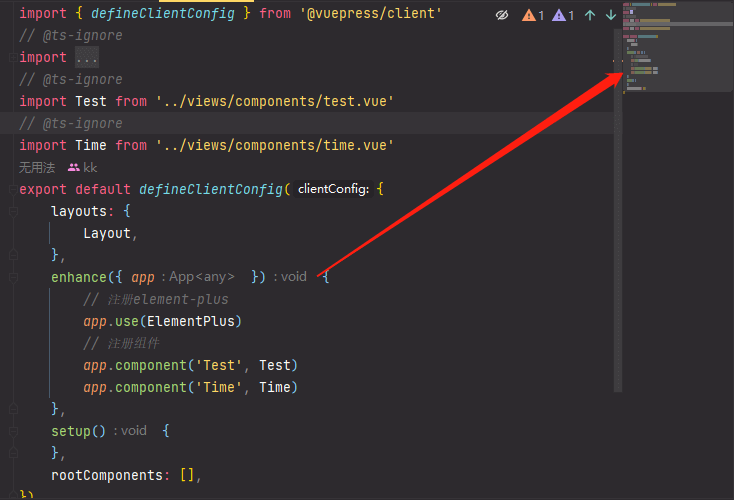 import { defineClientConfig } from '@vuepress/client'
1 1
// @ts-ignore
import ...
// @ts-ignore
import Test from '../views/components/test.vue'
// @ts-ignore
import Time from '../views/components/time.vue'
无用法 kk
export default defineClientConfig( clientConfig: {
layouts: {
Layout,
},
enhance({ app : App<any> }) : void {
// 注册element-plus
app.use(ElementPlus)
// 注册组件
app.component('Test', Test)
app.component('Time', Time)
},
setup() : void {
},
rootComponents: [],
})